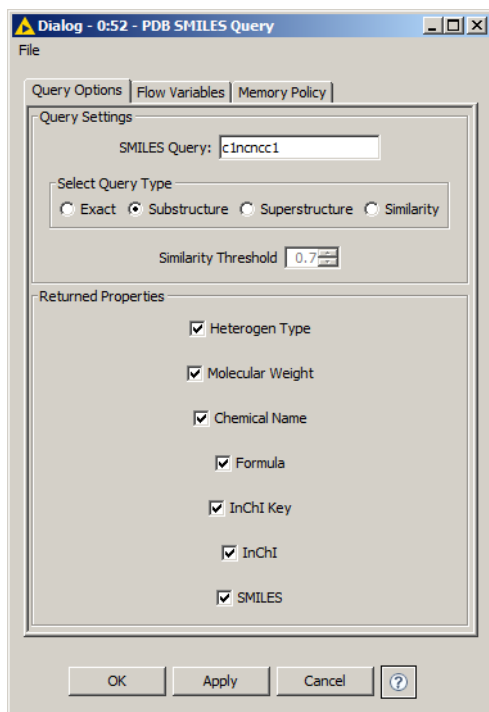 Dialog - 0:52 - PDB SMILES Query
File
Query Options Flow Variables Memory Policy
Query Settings
SMILES Query: c1ncncc1
Select Query Type
Exact Substructure Superstructure Similarity
Similarity Threshold 0.7
Returned Properties
Heterogen Type
Molecular Weight
Chemical Name
Formula
InChI Key
InChI
SMILES
OK Apply Cancel ?